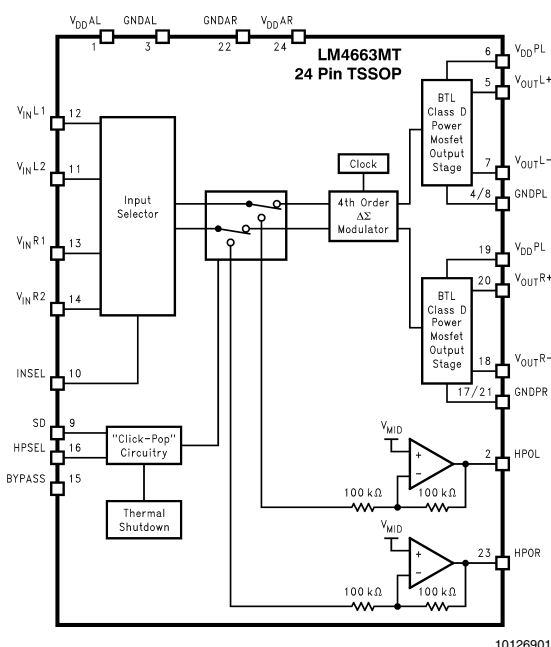 VDDAL GNDAL GNDAR VDDAR
1 3 22 24
LM4663MT
24 Pin TSSOP
6 VDDPL
5 VOUTL+
BTL
Class D
Power
Mosfet
Output
Stage
7 VOUTL-
4/8 GNDPL
VINL1 12
VINL2 11
VINR1 13
VINR2 14
Input
Selector
Clock
4th Order
ΔΣ
Modulator
19 VDDPL
20 VOUTR+
BTL
Class D
Power
Mosfet
Output
Stage
18 VOUTR-
17/21 GNDPR
INSEL 10
SD 9
HPSEL 16
BYPASS 15
"Click-Pop"
Circuitry
Thermal
Shutdown
VMID
+
−
2 HPOL
100 kΩ 100 kΩ
VMID
+
−
23 HPOR
100 kΩ 100 kΩ
10126901